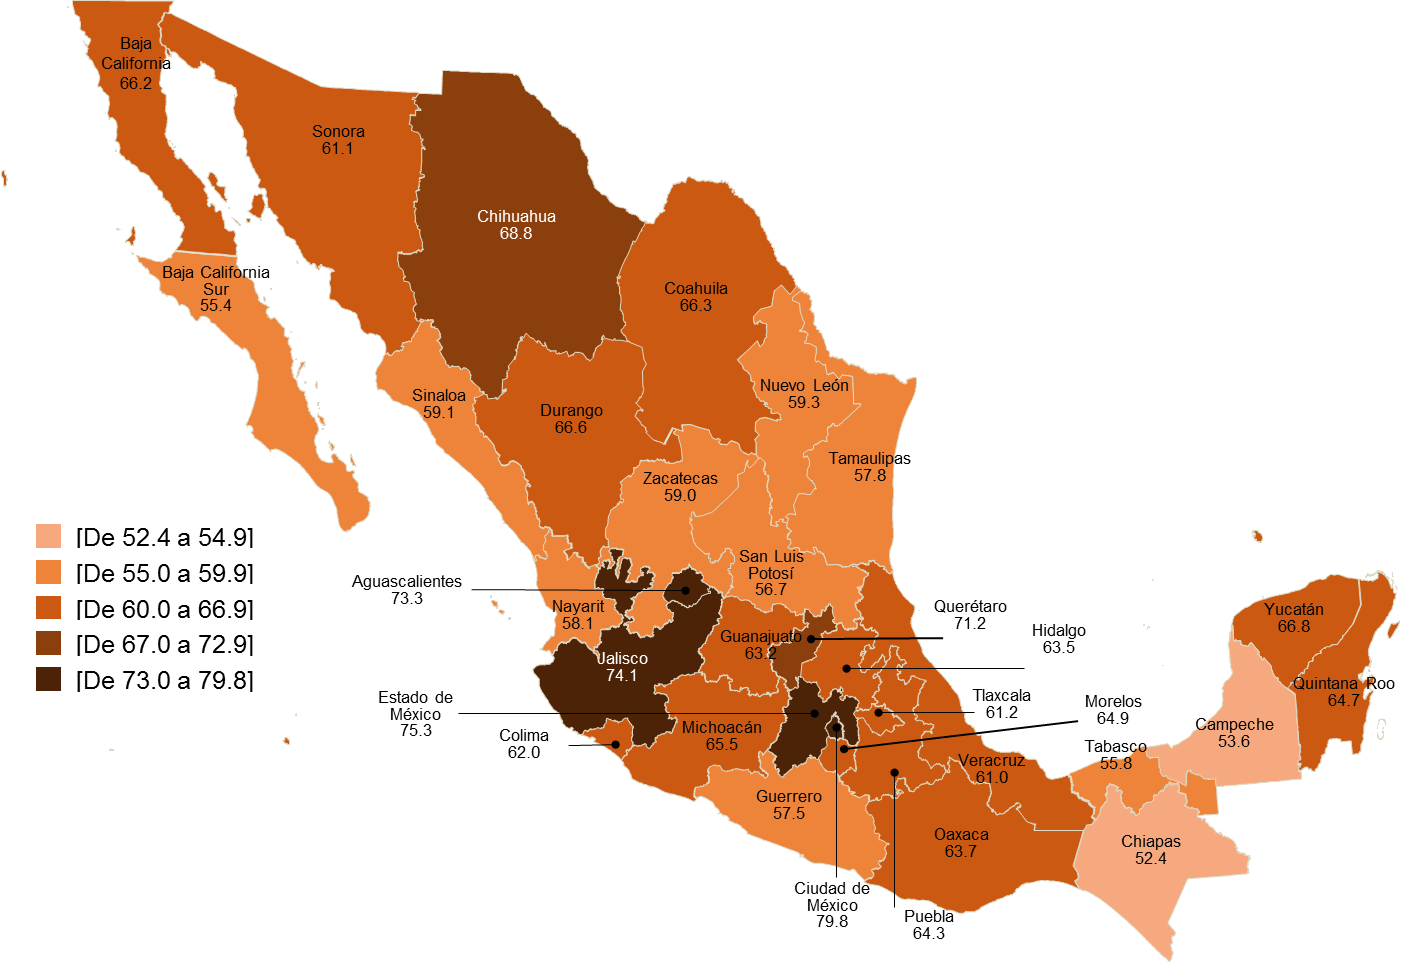 Baja
California
66.2
Sonora
61.1
Chihuahua
68.8
Baja California
Sur
55.4
Coahuila
66.3
Sinaloa
59.1
Nuevo León
59.3
Durango
66.6
Tamaulipas
57.8
Zacatecas
59.0
[De 52.4 a 54.9]
[De 55.0 a 59.9]
[De 60.0 a 66.9]
[De 67.0 a 72.9]
[De 73.0 a 79.8]
San Luis
Potosí
56.7
Aguascalientes
73.3
Nayarit
58.1
Guanajuato
63.2
Querétaro
71.2
Hidalgo
63.5
Yucatán
66.8
Jalisco
74.1
Quintana Roo
64.7
Estado de
México
75.3
Tlaxcala
61.2
Morelos
64.9
Colima
62.0
Michoacán
65.5
Campeche
53.6
Tabasco
55.8
Veracruz
61.0
Guerrero
57.5
Oaxaca
63.7
Chiapas
52.4
Ciudad de
México
79.8
Puebla
64.3